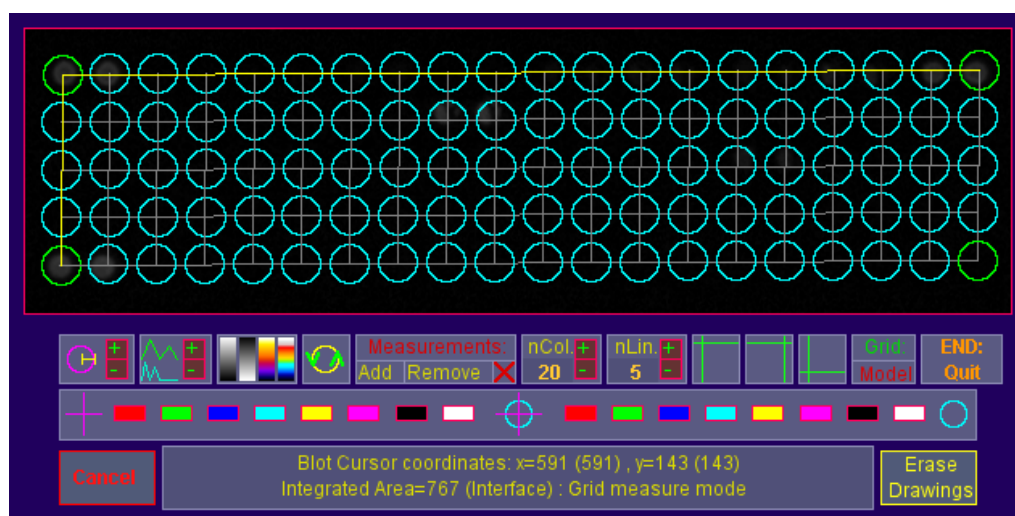 Measurements: nCol. + nLin. + Grid: END:
Add Remove 20 - 5 - Model Quit
Cancel
Blot Cursor coordinates: x=591 (591) , y=143 (143)
Integrated Area=767 (Interface) : Grid measure mode
Erase
Drawings